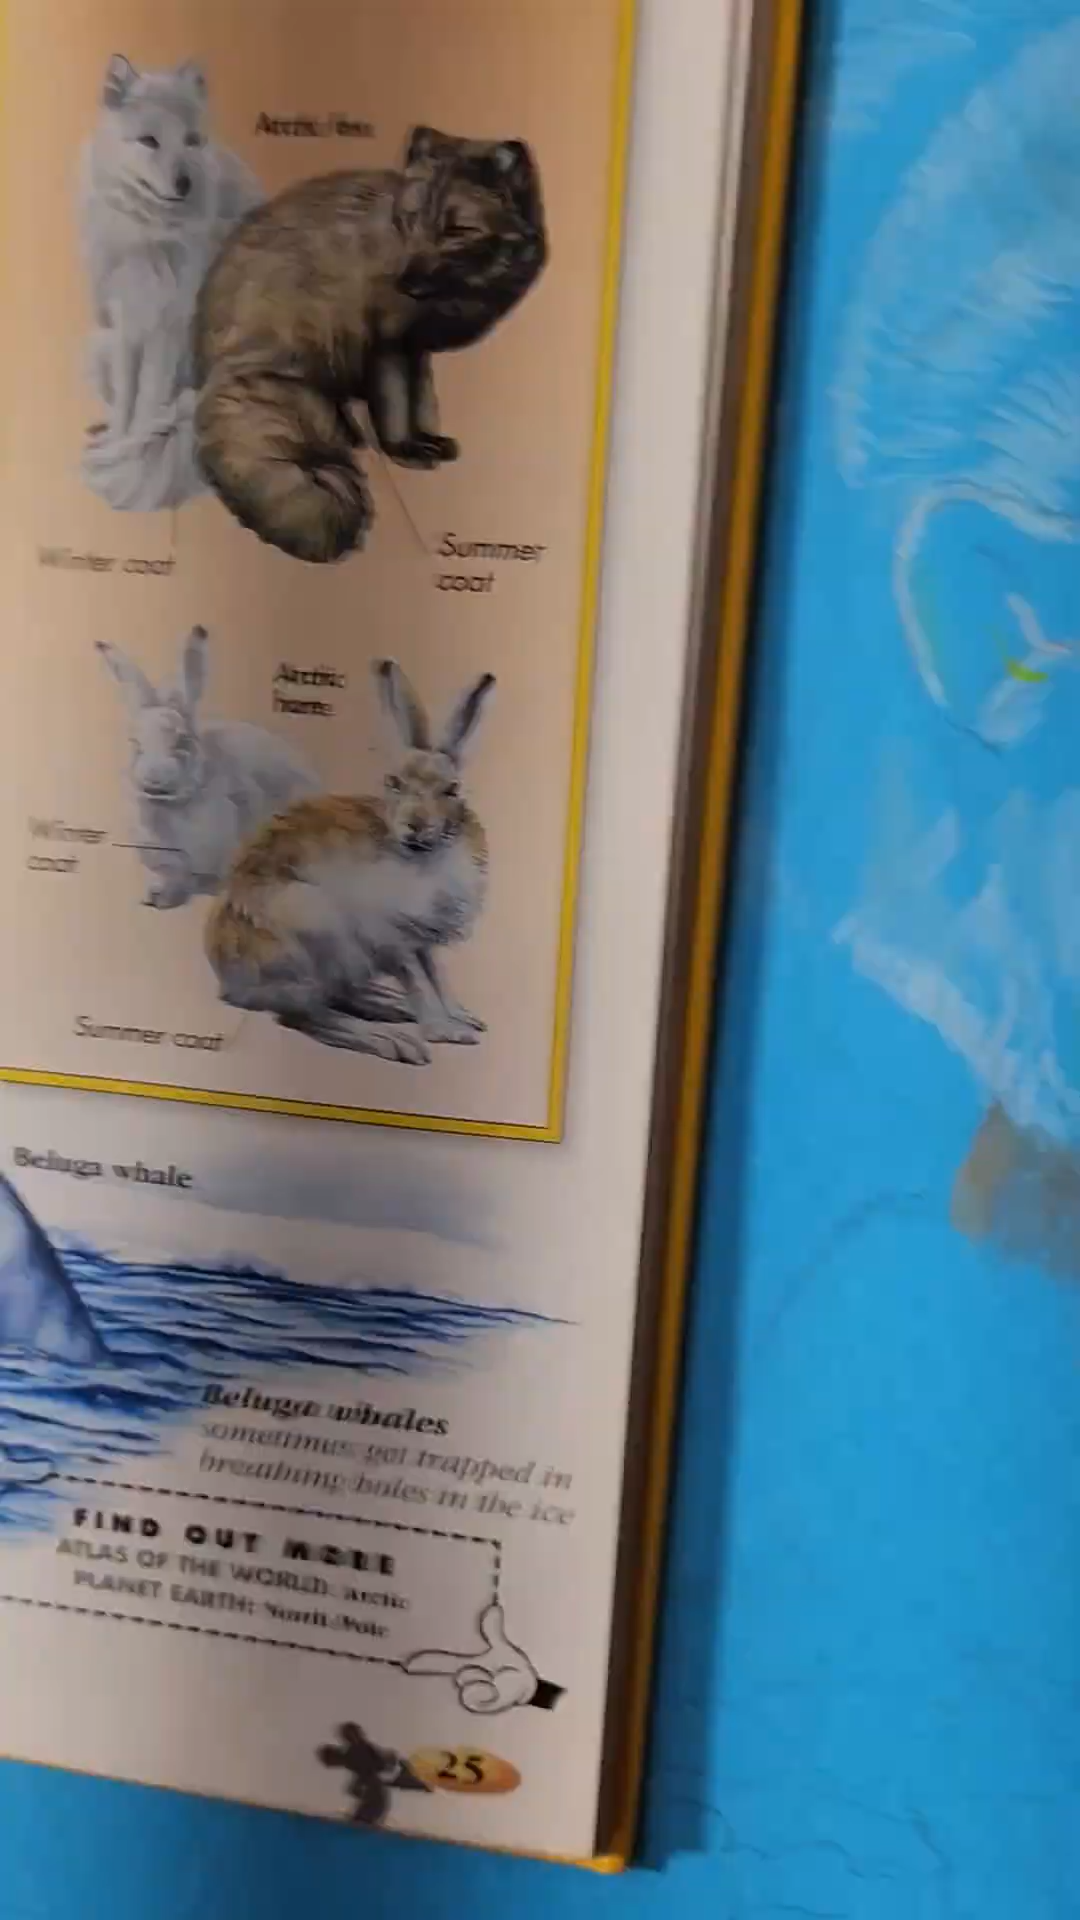 Arctic fox
Winter coat
Summer
coat
Arctic
hare
Winter
coat
Summer coat
Beluga whale
Beluga whales
sometimes get trapped in
breathing holes in the ice
FIND OUT MORE
ATLAS OF THE WORLD: Arctic
PLANET EARTH: North Pole
25